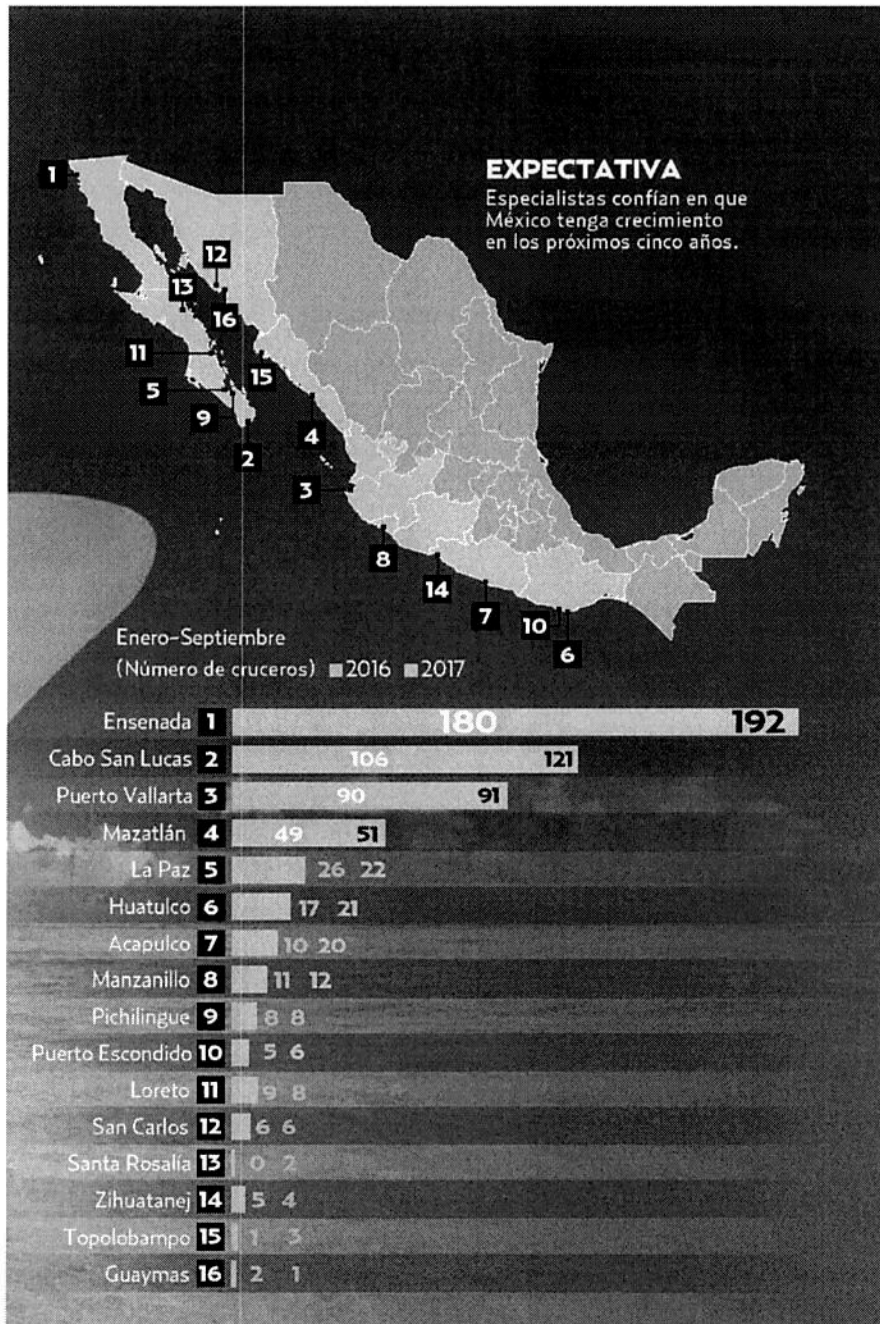 EXPECTATIVA
Especialistas confían en que
México tenga crecimiento
en los próximos cinco años.
1
12
13
16
11
15
5
9
4
2
3
8
14
7
10
6
Enero-Septiembre
(Número de cruceros) 2016 2017
Ensenada 1 180 192
Cabo San Lucas 2 106 121
Puerto Vallarta 3 90 91
Mazatlán 4 49 51
La Paz 5 26 22
Huatulco 6 17 21
Acapulco 7 10 20
Manzanillo 8 11 12
Pichilingue 9 8 8
Puerto Escondido 10 5 6
Loreto 11 9 8
San Carlos 12 6 6
Santa Rosalía 13 0 2
Zihuatanej 14 5 4
Topolobampo 15 1 3
Guaymas 16 2 1